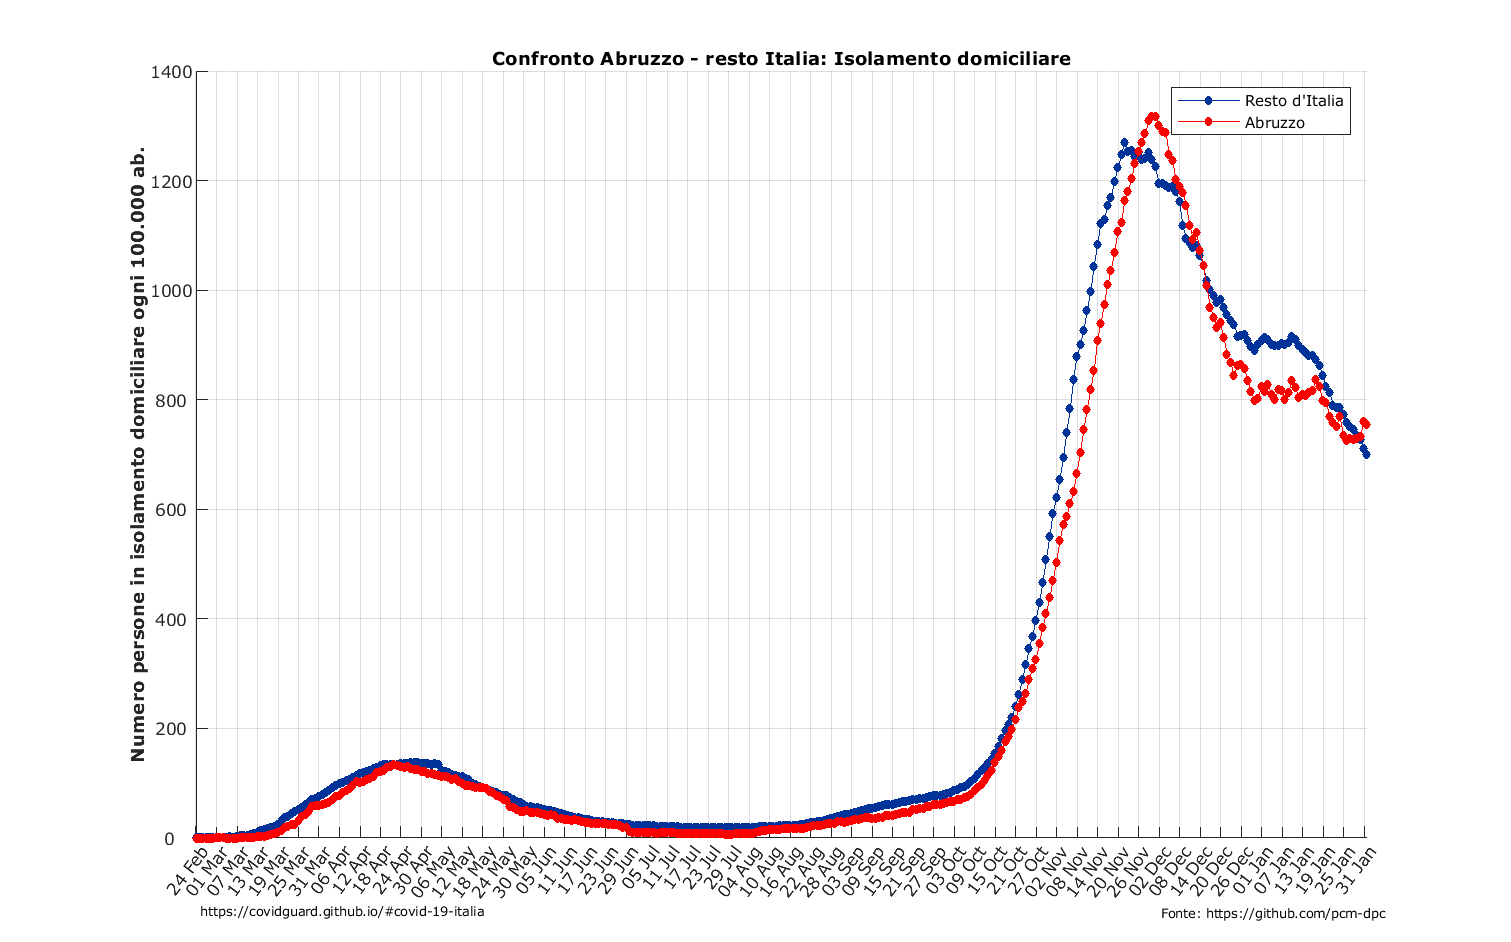 Confronto Abruzzo - resto Italia: Isolamento domiciliare
Numero persone in isolamento domiciliare ogni 100.000 ab.
1400
1200
1000
800
600
400
200
0
Resto d'Italia
Abruzzo
24 Feb
01 Mar
07 Mar
13 Mar
19 Mar
25 Mar
31 Mar
06 Apr
12 Apr
18 Apr
24 Apr
30 Apr
06 May
12 May
18 May
24 May
30 May
05 Jun
11 Jun
17 Jun
23 Jun
29 Jun
05 Jul
11 Jul
17 Jul
23 Jul
29 Jul
04 Aug
10 Aug
16 Aug
22 Aug
28 Aug
03 Sep
09 Sep
15 Sep
21 Sep
27 Sep
03 Oct
09 Oct
15 Oct
21 Oct
27 Oct
02 Nov
08 Nov
14 Nov
20 Nov
26 Nov
02 Dec
08 Dec
14 Dec
20 Dec
26 Dec
01 Jan
07 Jan
13 Jan
19 Jan
25 Jan
31 Jan
https://covidguard.github.io/#covid-19-italia
Fonte: https://github.com/pcm-dpc